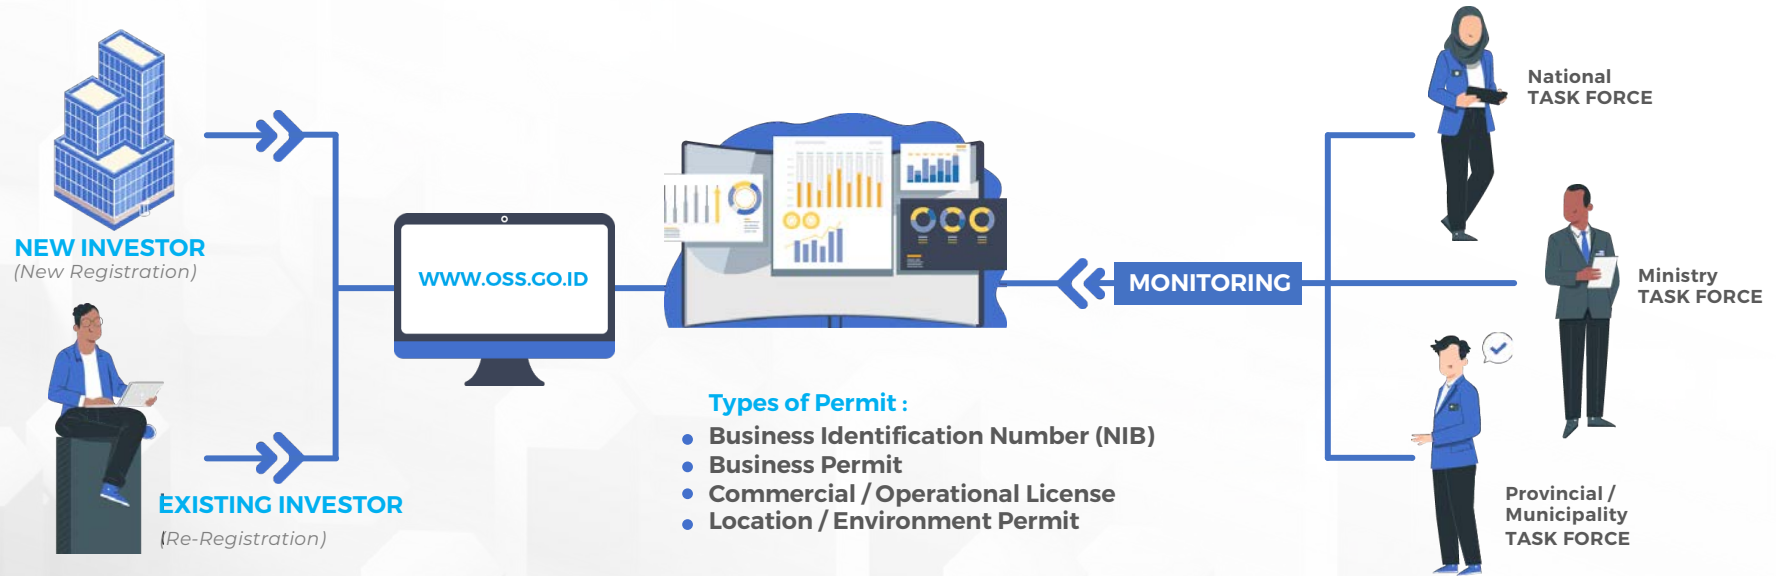 NEW INVESTOR
(New Registration)
EXISTING INVESTOR
(Re-Registration)
WWW.OSS.GO.ID
Types of Permit :
Business Identification Number (NIB)
Business Permit
Commercial / Operational License
Location / Environment Permit
MONITORING
National
TASK FORCE
Ministry
TASK FORCE
Provincial /
Municipality
TASK FORCE